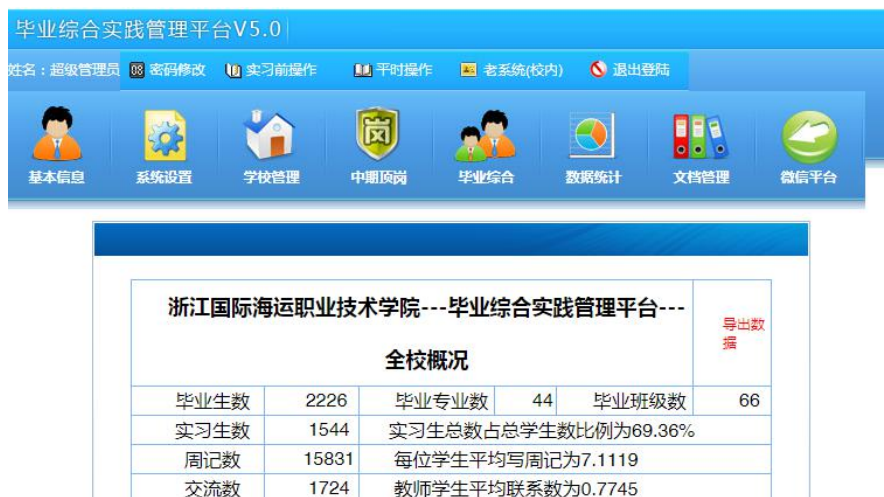 毕业综合实践管理平台V5.0
姓名：超级管理员 08 密码修改 实习前操作 平时操作 老系统(校内) 退出登陆
岗
基本信息 系统设置 学校管理 中期顶岗 毕业综合 数据统计 文档管理 微信平台
浙江国际海运职业技术学院---毕业综合实践管理平台---
全校概况
导出数
据
毕业生数 2226 毕业专业数 44 毕业班级数 66
实习生数 1544 实习生总数占总学生数比例为69.36%
周记数 15831 每位学生平均写周记为7.1119
交流数 1724 教师学生平均联系数为0.7745